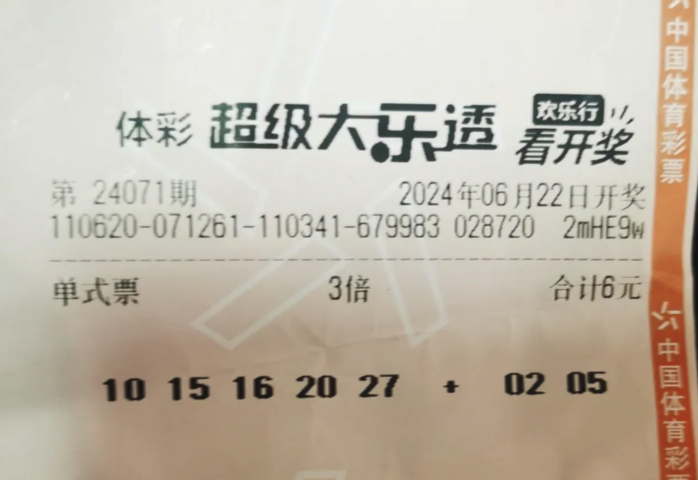 体彩 超级大乐透 欢乐行 看开奖
第 24071期 2024年06月22日开奖
110620-071261-110341-679983 028720 2mHE9w
单式票 3倍 合计6元
10 15 16 20 27 + 02 05
中国体育彩票
中国体育彩票